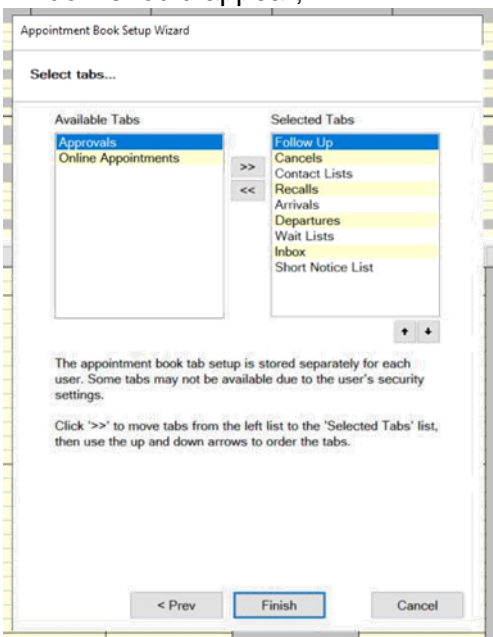 Appointment Book Setup Wizard
Select tabs...
Available Tabs
Approvals
Online Appointments
>>
<<
Selected Tabs
Follow Up
Cancels
Contact Lists
Recalls
Arrivals
Departures
Wait Lists
Inbox
Short Notice List
The appointment book tab setup is stored separately for each
user. Some tabs may not be available due to the user's security
settings.
Click '>>' to move tabs from the left list to the 'Selected Tabs' list,
then use the up and down arrows to order the tabs.
< Prev
Finish
Cancel